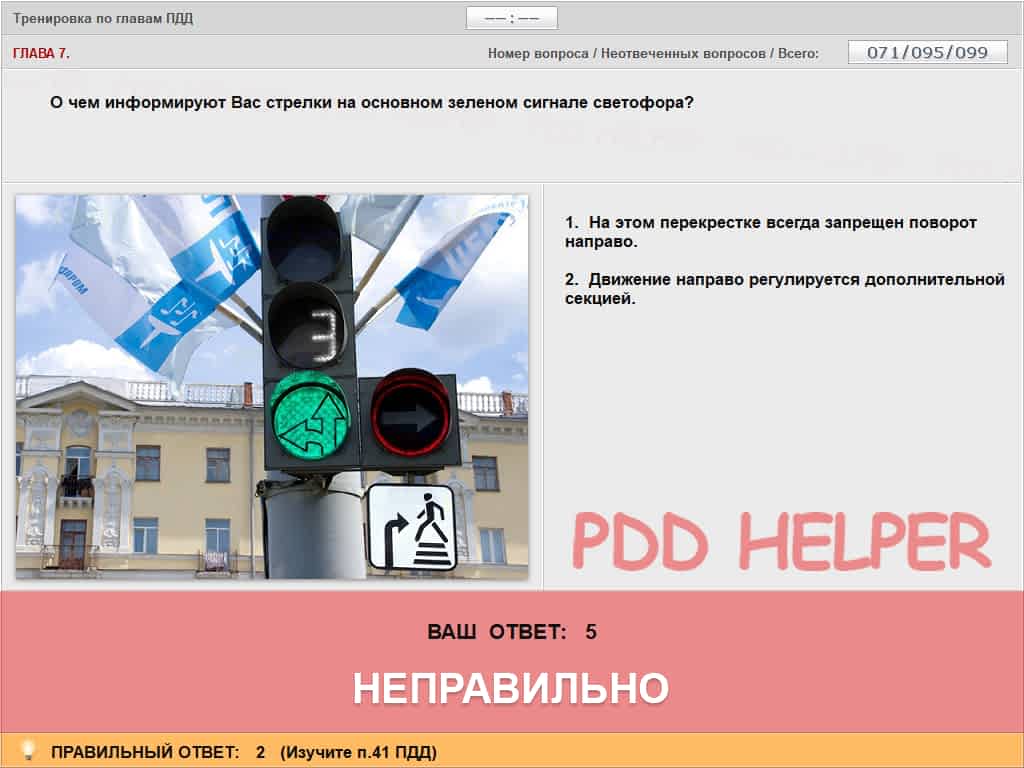 Тренировка по главам ПДД
—— : ——
ГЛАВА 7.
Номер вопроса / Неотвеченных вопросов / Всего:
071/095/099
О чем информируют Вас стрелки на основном зеленом сигнале светофора?
1. На этом перекрестке всегда запрещен поворот
направо.
2. Движение направо регулируется дополнительной
секцией.
3
PDD HELPER
ВАШ ОТВЕТ: 5
НЕПРАВИЛЬНО
ПРАВИЛЬНЫЙ ОТВЕТ: 2 (Изучите п.41 ПДД)